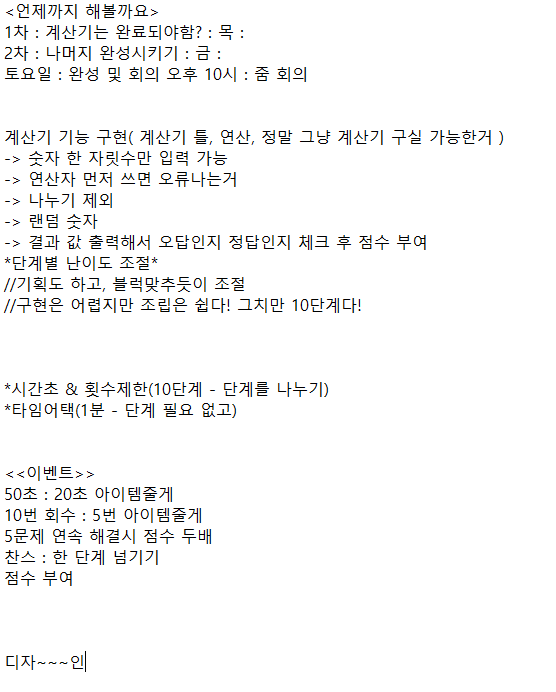 <언제까지 해볼까요>
1차 : 계산기는 완료되야함? : 목 :
2차 : 나머지 완성시키기 : 금 :
토요일 : 완성 및 회의 오후 10시 : 줌 회의
계산기 기능 구현( 계산기 틀, 연산, 정말 그냥 계산기 구실 가능한거 )
-> 숫자 한 자릿수만 입력 가능
-> 연산자 먼저 쓰면 오류나는거
-> 나누기 제외
-> 랜덤 숫자
-> 결과 값 출력해서 오답인지 정답인지 체크 후 점수 부여
*단계별 난이도 조절*
//기획도 하고, 블럭맞추듯이 조절
//구현은 어렵지만 조립은 쉽다! 그치만 10단계다!
*시간초 & 횟수제한(10단계 - 단계를 나누기)
*타임어택(1분 - 단계 필요 없고)
<<이벤트>>
50초 : 20초 아이템줄게
10번 회수 : 5번 아이템줄게
5문제 연속 해결시 점수 두배
찬스 : 한 단계 넘기기
점수 부여
디자~~~인